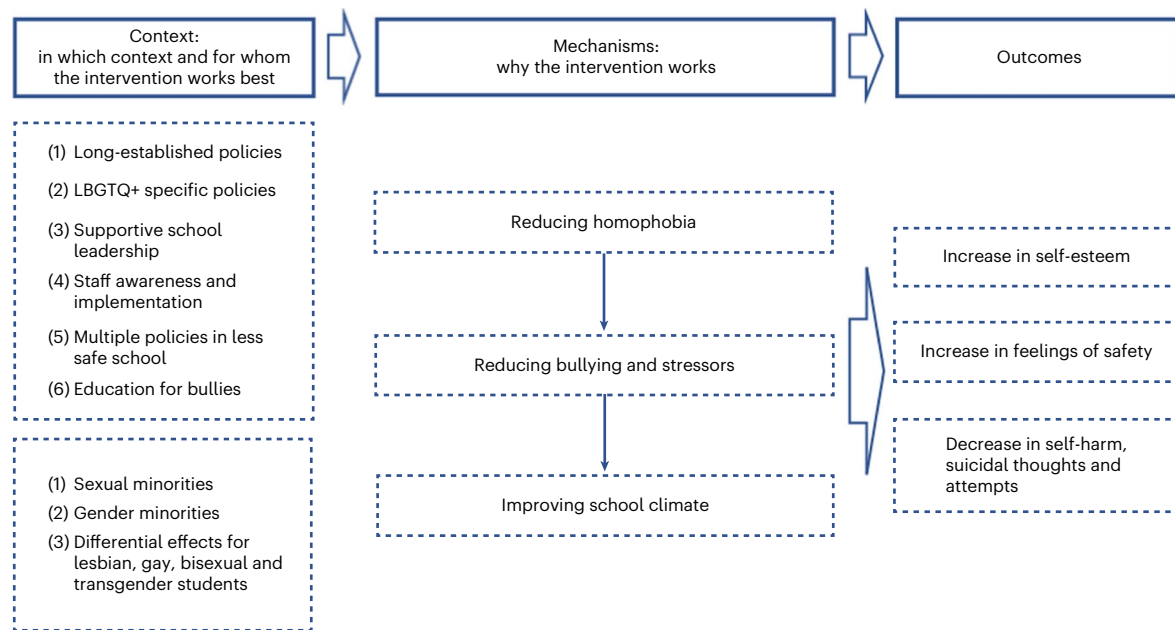 Context:
in which context and for whom
the intervention works best
Mechanisms:
why the intervention works
Outcomes
(1) Long-established policies
(2) LBGTQ+ specific policies
(3) Supportive school
leadership
(4) Staff awareness and
implementation
(5) Multiple policies in less
safe school
(6) Education for bullies
(1) Sexual minorities
(2) Gender minorities
(3) Differential effects for
lesbian, gay, bisexual and
transgender students
Reducing homophobia
Reducing bullying and stressors
Improving school climate
Increase in self-esteem
Increase in feelings of safety
Decrease in self-harm,
suicidal thoughts and
attempts